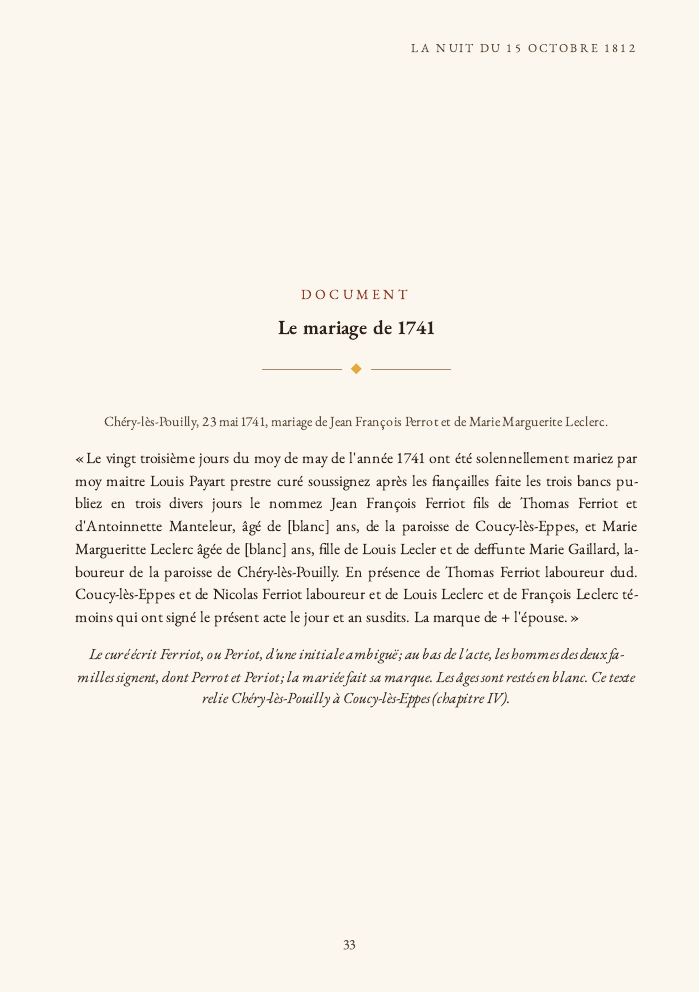 LA NUIT DU 15 OCTOBRE 1812
DOCUMENT
Le mariage de 1741
Chéry-lès-Pouilly, 23 mai 1741, mariage de Jean François Perrot et de Marie Marguerite Leclerc.
« Le vingt troisième jours du moy de may de l'année 1741 ont été solennellement mariez par
moy maitre Louis Payart prestre curé soussignez après les fiançailles faite les trois bancs pu-
bliez en trois divers jours le nommez Jean François Ferriot fils de Thomas Ferriot et
d'Antoinnette Manteleur, âgé de [blanc] ans, de la paroisse de Coucy-lès-Eppes, et Marie
Margueritte Leclerc âgée de [blanc] ans, fille de Louis Lecler et de deffunte Marie Gaillard, la-
boureur de la paroisse de Chéry-lès-Pouilly. En présence de Thomas Ferriot laboureur dud.
Coucy-lès-Eppes et de Nicolas Ferriot laboureur et de Louis Leclerc et de François Leclerc té-
moins qui ont signé le présent acte le jour et an susdits. La marque de + l'épouse. »
Le curé écrit Ferriot, ou Periot, d'une initiale ambiguë ; au bas de l'acte, les hommes des deux fa-
milles signent, dont Perrot et Periot ; la mariée fait sa marque. Les âges sont restés en blanc. Ce texte
relie Chéry-lès-Pouilly à Coucy-lès-Eppes (chapitre IV).
33